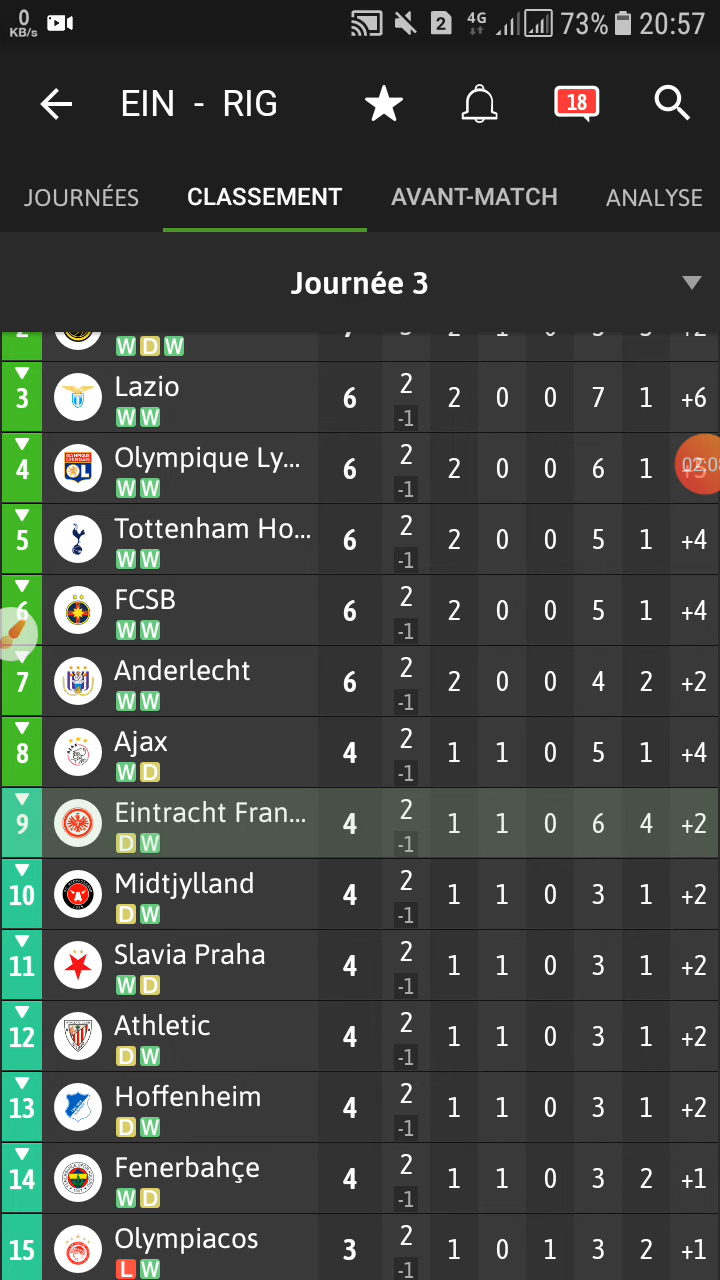 0 KB/s 2 4G 73% 20:57
EIN - RIG 18
JOURNÉES CLASSEMENT AVANT-MATCH ANALYSE
Journée 3
W D W
3 Lazio 6 2 2 0 0 7 1 +6
W W -1
4 Olympique Ly... 6 2 2 0 0 6 1
W W -1
5 Tottenham Ho... 6 2 2 0 0 5 1 +4
W W -1
6 FCSB 6 2 2 0 0 5 1 +4
W W -1
7 Anderlecht 6 2 2 0 0 4 2 +2
W W -1
8 Ajax 4 2 1 1 0 5 1 +4
W D -1
9 Eintracht Fran... 4 2 1 1 0 6 4 +2
D W -1
10 Midtjylland 4 2 1 1 0 3 1 +2
D W -1
11 Slavia Praha 4 2 1 1 0 3 1 +2
W D -1
12 Athletic 4 2 1 1 0 3 1 +2
D W -1
13 Hoffenheim 4 2 1 1 0 3 1 +2
D W -1
14 Fenerbahçe 4 2 1 1 0 3 2 +1
W D -1
15 Olympiacos 3 2 1 0 1 3 2 +1
L W -1